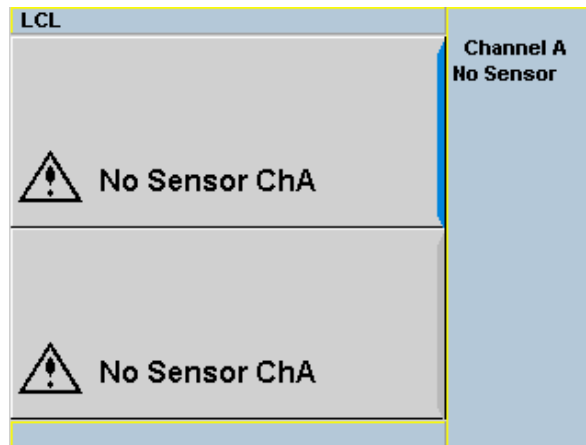 LCL
Channel A
No Sensor
No Sensor ChA
No Sensor ChA